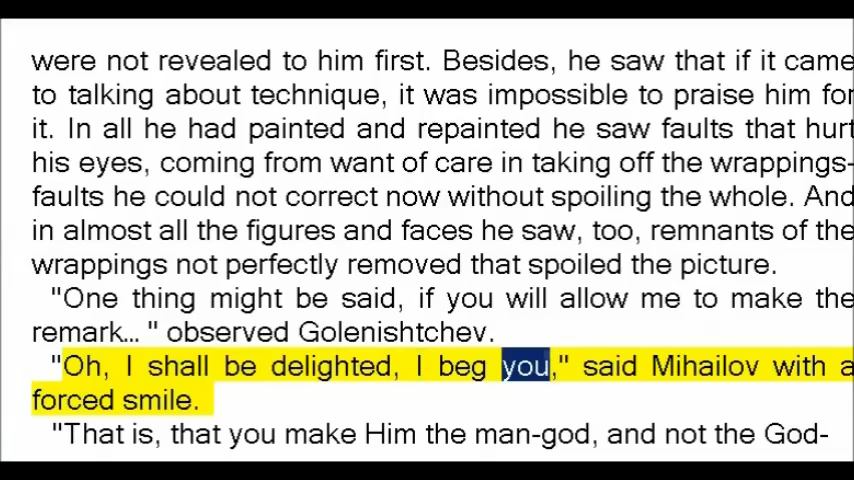 were not revealed to him first. Besides, he saw that if it came
to talking about technique, it was impossible to praise him for
it. In all he had painted and repainted he saw faults that hurt
his eyes, coming from want of care in taking off the wrappings-
faults he could not correct now without spoiling the whole. And
in almost all the figures and faces he saw, too, remnants of the
wrappings not perfectly removed that spoiled the picture.
"One thing might be said, if you will allow me to make the
remark... " observed Golenishtchev.
"Oh, I shall be delighted, I beg you," said Mihailov with a
forced smile.
"That is, that you make Him the man-god, and not the God-